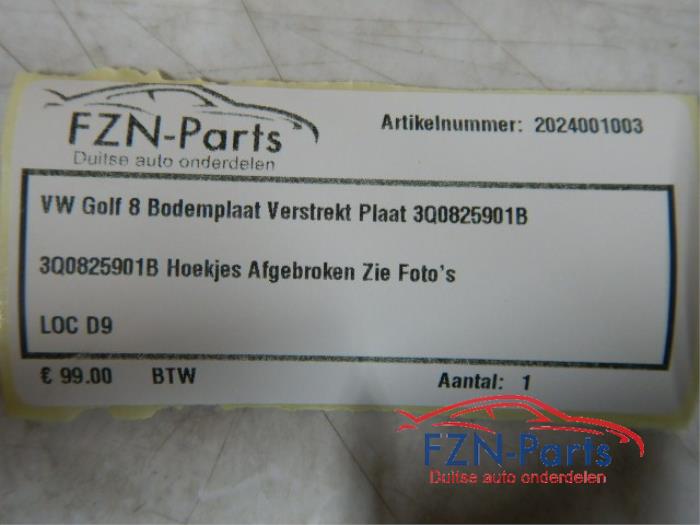 FZN-Parts
Duitse auto onderdelen
Artikelnummer: 2024001003
VW Golf 8 Bodemplaat Verstrekt Plaat 3Q0825901B
3Q0825901B Hoekjes Afgebroken Zie Foto's
LOC D9
€ 99.00 BTW Aantal: 1
FZN-Parts
Duitse auto onderdelen